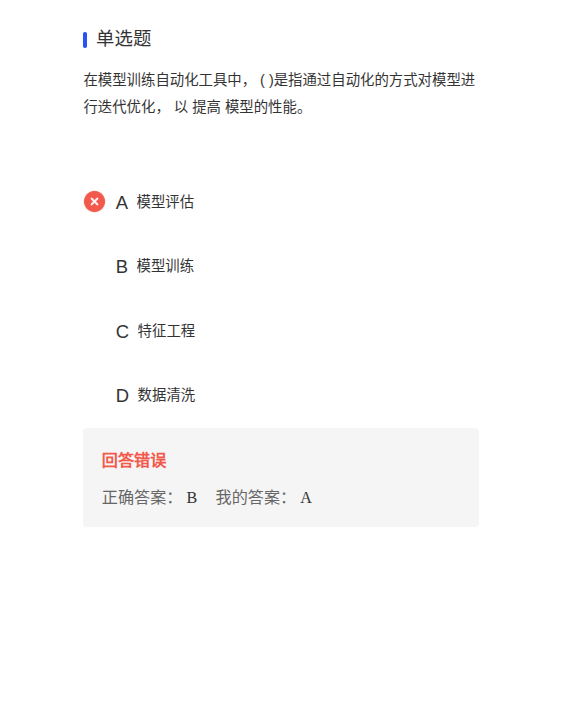 单选题
在模型训练自动化工具中， ( )是指通过自动化的方式对模型进
行迭代优化， 以 提高 模型的性能。
A 模型评估
B 模型训练
C 特征工程
D 数据清洗
回答错误
正确答案： B 我的答案： A